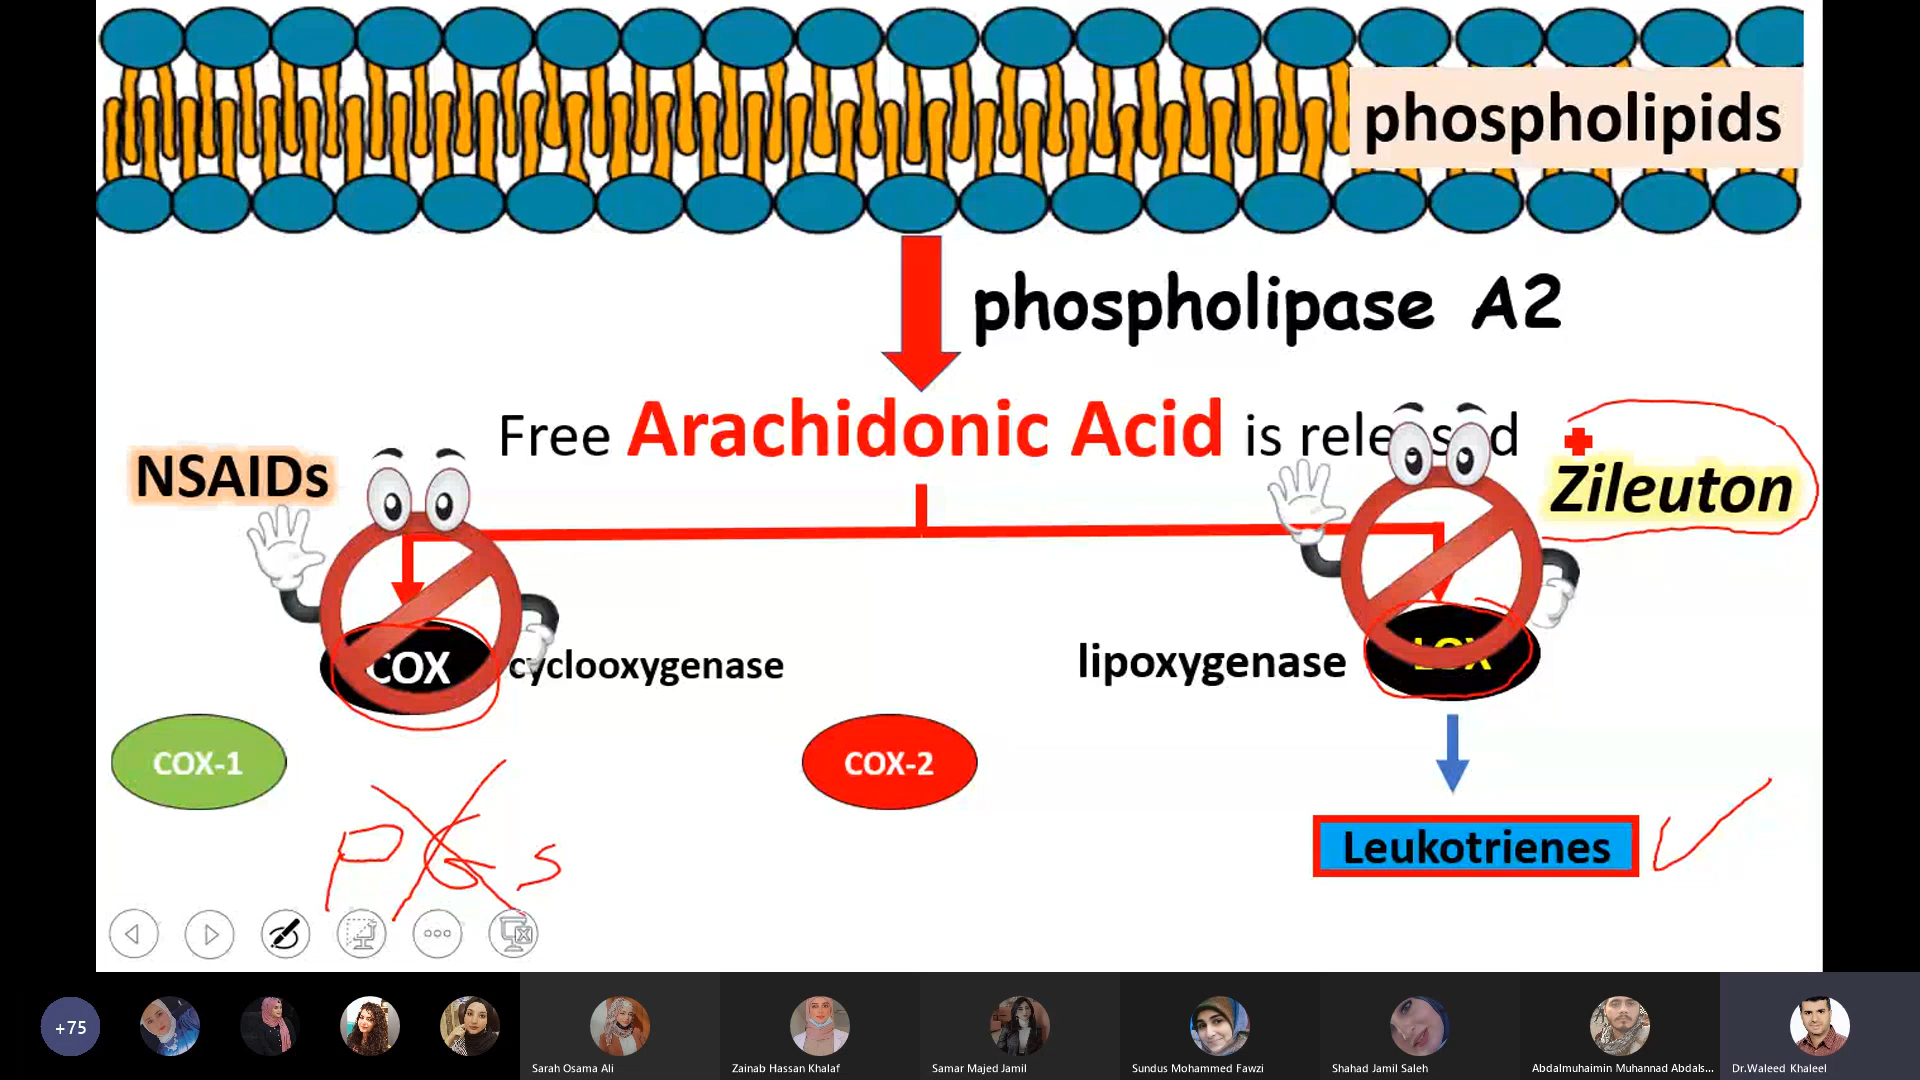 phospholipids
phospholipase A2
Free Arachidonic Acid is released
NSAIDs
Zileuton
COX
cyclooxygenase
lipoxygenase
LOX
COX-1
COX-2
PGs
Leukotrienes
+75
Sarah Osama Ali
Zainab Hassan Khalaf
Samar Majed Jamil
Sundus Mohammed Fawzi
Shahad Jamil Saleh
Abdalmuhaimin Muhannad Abdals...
Dr.Waleed Khaleel